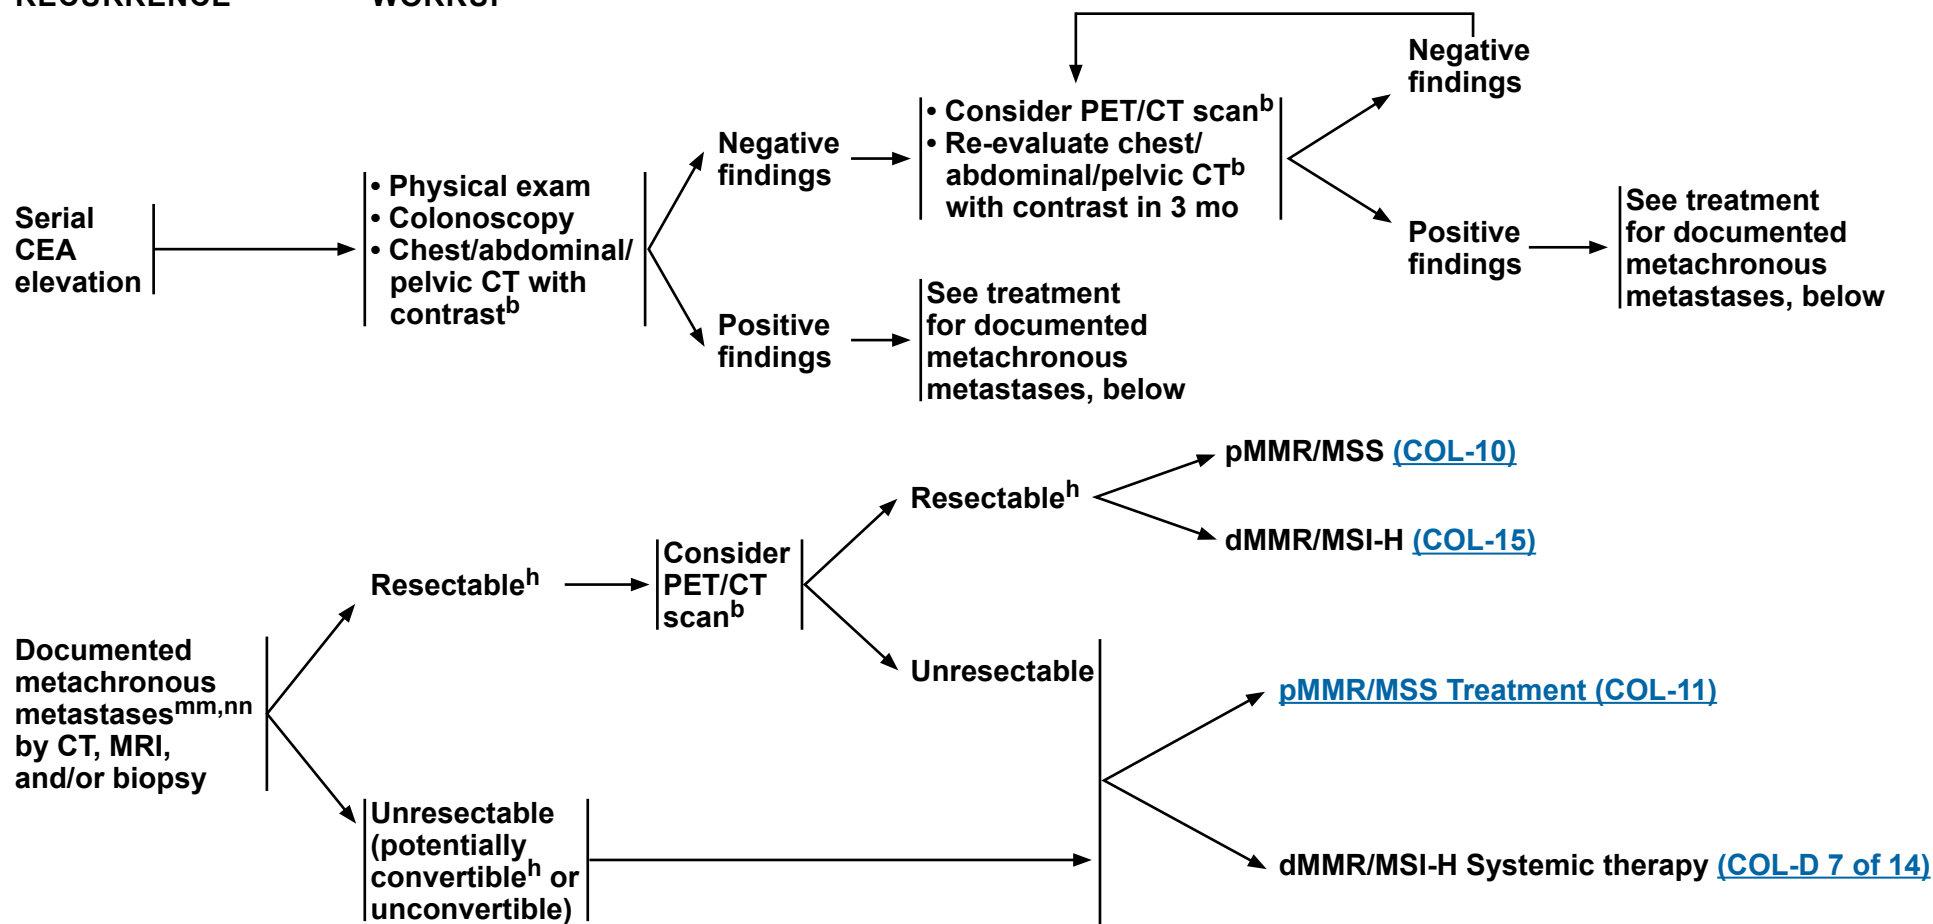 RECURRENCE
WORKUP
Serial
CEA
elevation
• Physical exam
• Colonoscopy
• Chest/abdominal/
pelvic CT with
contrastb
Negative
findings
• Consider PET/CT scanb
• Re-evaluate chest/
abdominal/pelvic CTb
with contrast in 3 mo
Negative
findings
Positive
findings
See treatment
for documented
metachronous
metastases, below
Positive
findings
See treatment
for documented
metachronous
metastases, below
Documented
metachronous
metastasesmm,nn
by CT, MRI,
and/or biopsy
Resectableh
Consider
PET/CT
scanb
Resectableh
pMMR/MSS (COL-10)
dMMR/MSI-H (COL-15)
Unresectable
Unresectable
(potentially
convertibleh or
unconvertible)
pMMR/MSS Treatment (COL-11)
dMMR/MSI-H Systemic therapy (COL-D 7 of 14)